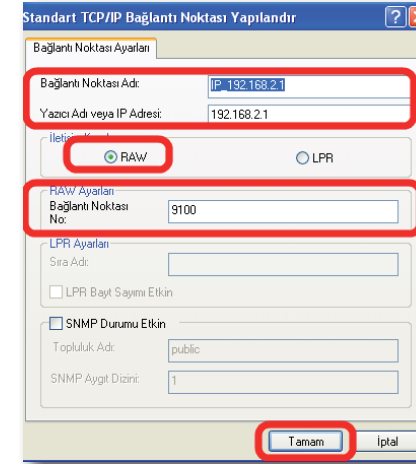 Standart TCP/IP Bağlantı Noktası Yapılandır
Bağlantı Noktası Ayarları
Bağlantı Noktası Adı: IP_192.168.2.1
Yazıcı Adı veya IP Adresi: 192.168.2.1
RAW LPR
RAW Ayarları
Bağlantı Noktası No: 9100
LPR Ayarları
Sıra Adı:
LPR Bayt Sayımı Etkin
SNMP Durumu Etkin
Topluluk Adı: public
SNMP Aygıt Dizini: 1
Tamam İptal